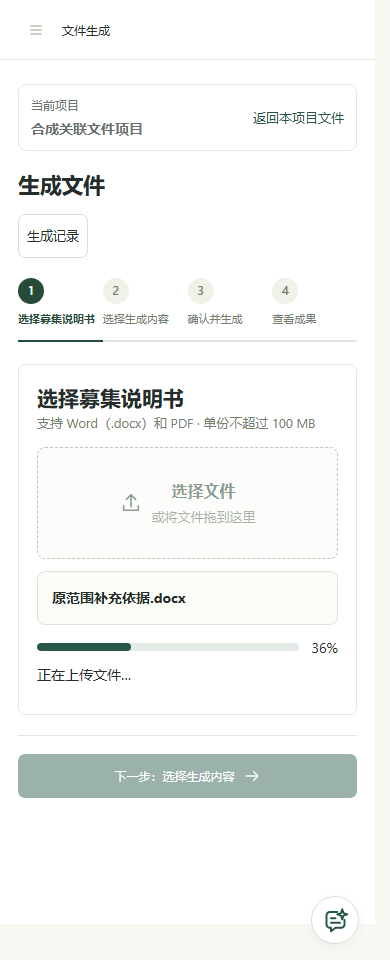 文件生成
当前项目
合成关联文件项目
返回本项目文件
生成文件
生成记录
1
2
3
4
选择募集说明书
选择生成内容
确认并生成
查看成果
选择募集说明书
支持 Word（.docx）和 PDF · 单份不超过 100 MB
选择文件
或将文件拖到这里
原范围补充依据.docx
36%
正在上传文件...
下一步：选择生成内容